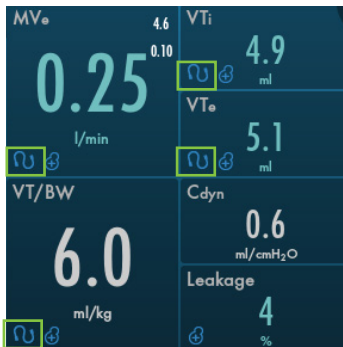 MVe
4.6
0.10
0.25
l/min
VTi
4.9
ml
VTe
5.1
ml
VT/BW
6.0
ml/kg
Cdyn
0.6
ml/cmH₂O
Leakage
4
%